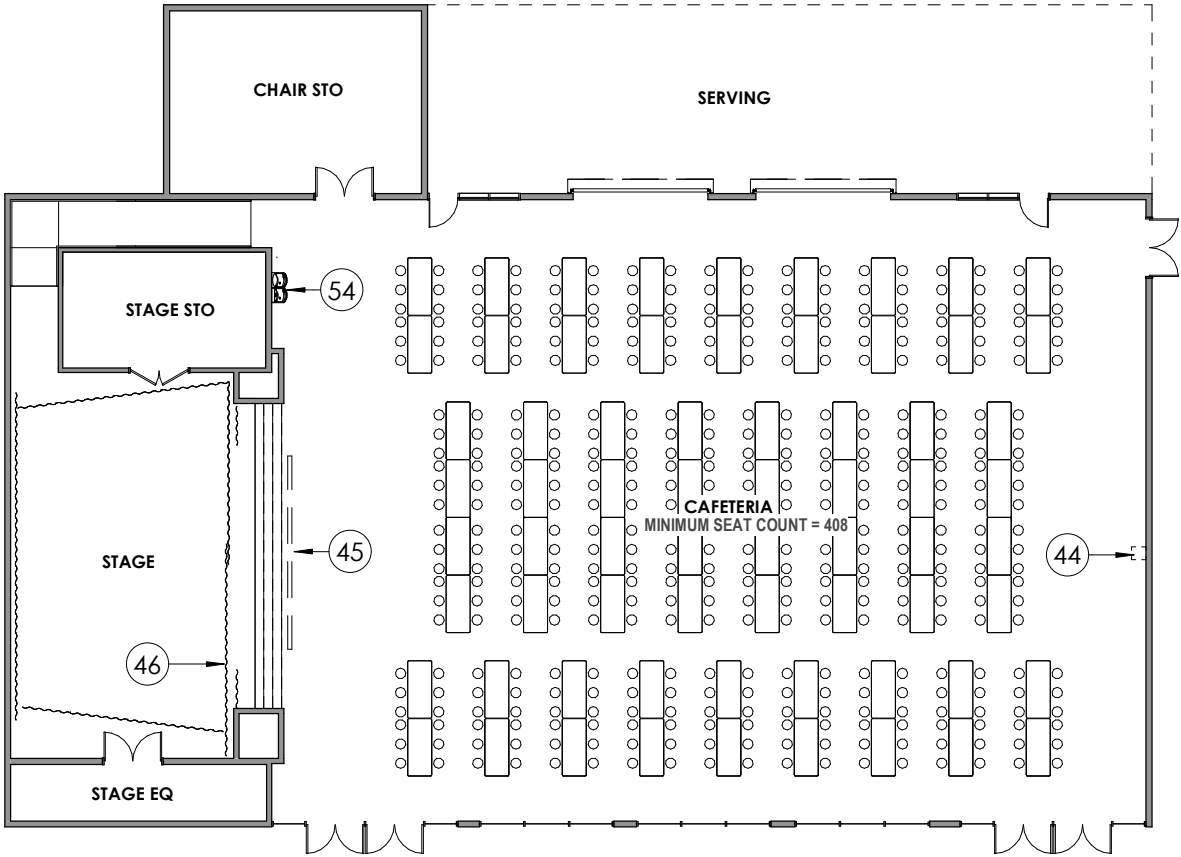 CHAIR STO
SERVING
STAGE STO
54
CAFETERIA
MINIMUM SEAT COUNT = 408
STAGE
45
44
46
STAGE EQ